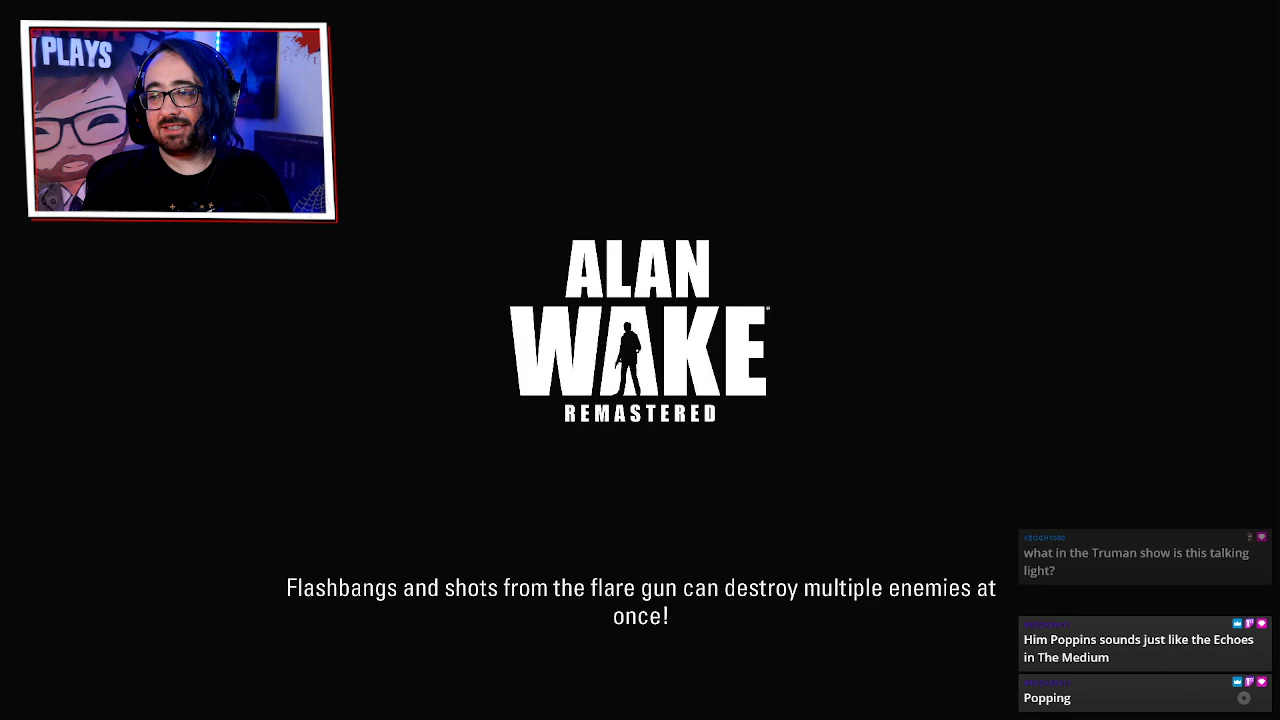 Y PLAYS
ALAN
WAKE
REMASTERED
Flashbangs and shots from the flare gun can destroy multiple enemies at
once!
KEOGH1090
what in the Truman show is this talking
light?
Him Poppins sounds just like the Echoes
in The Medium
Popping